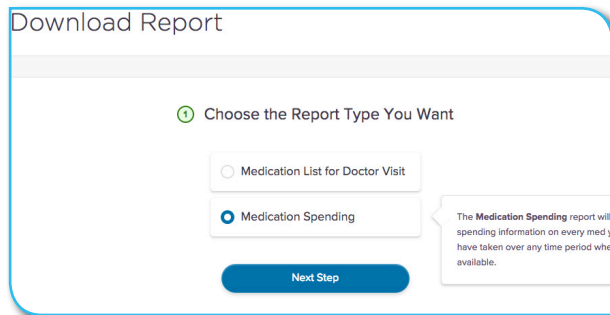 Download Report
1 Choose the Report Type You Want
Medication List for Doctor Visit
Medication Spending
The Medication Spending report will
spending information on every med
have taken over any time period
available.
Next Step